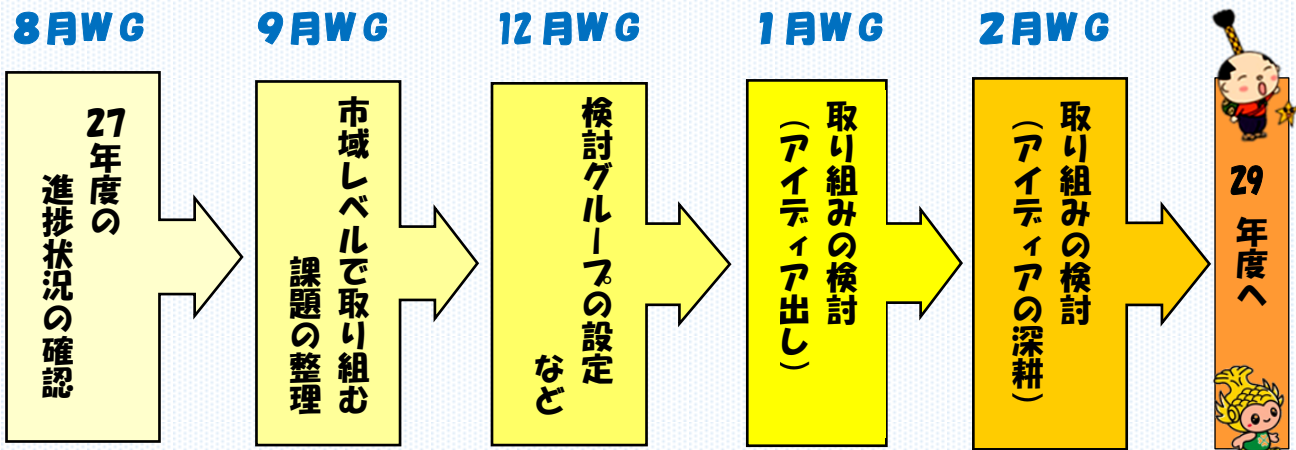 8月WG
27年度の
進捗状況の確認
9月WG
市域レベルで取り組む
課題の整理
12月WG
検討グループの設定
など
1月WG
取り組みの検討
(アイディア出し)
2月WG
取り組みの検討
(アイディアの深耕)
29年度へ